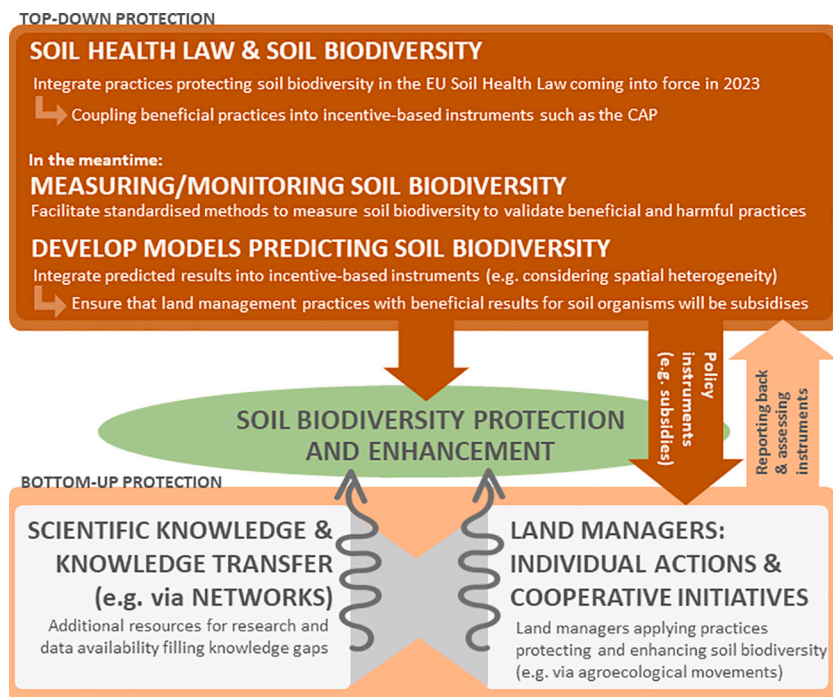 TOP-DOWN PROTECTION
SOIL HEALTH LAW & SOIL BIODIVERSITY
Integrate practices protecting soil biodiversity in the EU Soil Health Law coming into force in 2023
Coupling beneficial practices into incentive-based instruments such as the CAP
In the meantime:
MEASURING/MONITORING SOIL BIODIVERSITY
Facilitate standardised methods to measure soil biodiversity to validate beneficial and harmful practices
DEVELOP MODELS PREDICTING SOIL BIODIVERSITY
Integrate predicted results into incentive-based instruments (e.g. considering spatial heterogeneity)
Ensure that land management practices with beneficial results for soil organisms will be subsidises
Policy
instruments
(e.g. subsidies)
Reporting back
& assessing
instruments
SOIL BIODIVERSITY PROTECTION
AND ENHANCEMENT
BOTTOM-UP PROTECTION
SCIENTIFIC KNOWLEDGE &
KNOWLEDGE TRANSFER
(e.g. via NETWORKS)
Additional resources for research and
data availability filling knowledge gaps
LAND MANAGERS:
INDIVIDUAL ACTIONS &
COOPERATIVE INITIATIVES
Land managers applying practices
protecting and enhancing soil biodiversity
(e.g. via agroecological movements)